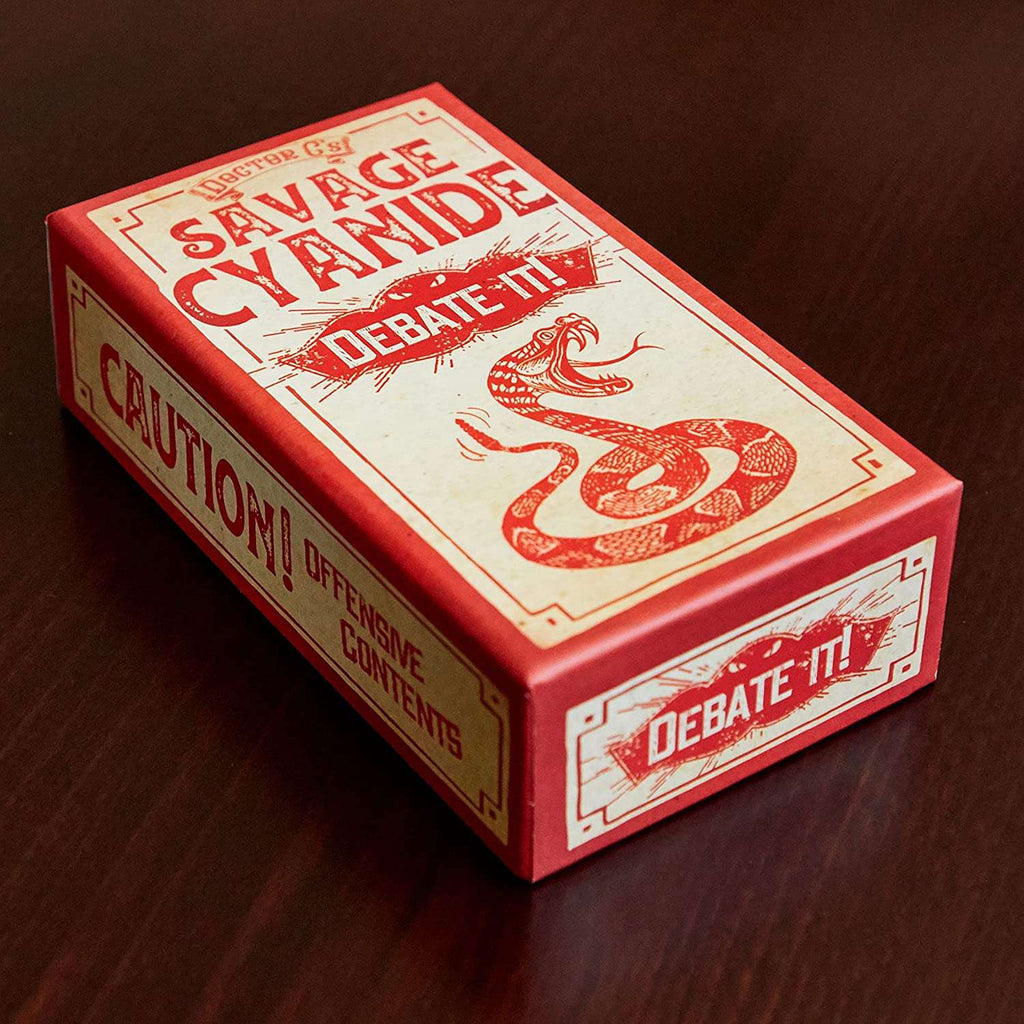 DOCTOR C's
SAVAGE
CYANIDE
DEBATE IT!
CAUTION!
OFFENSIVE
CONTENTS
DEBATE IT!